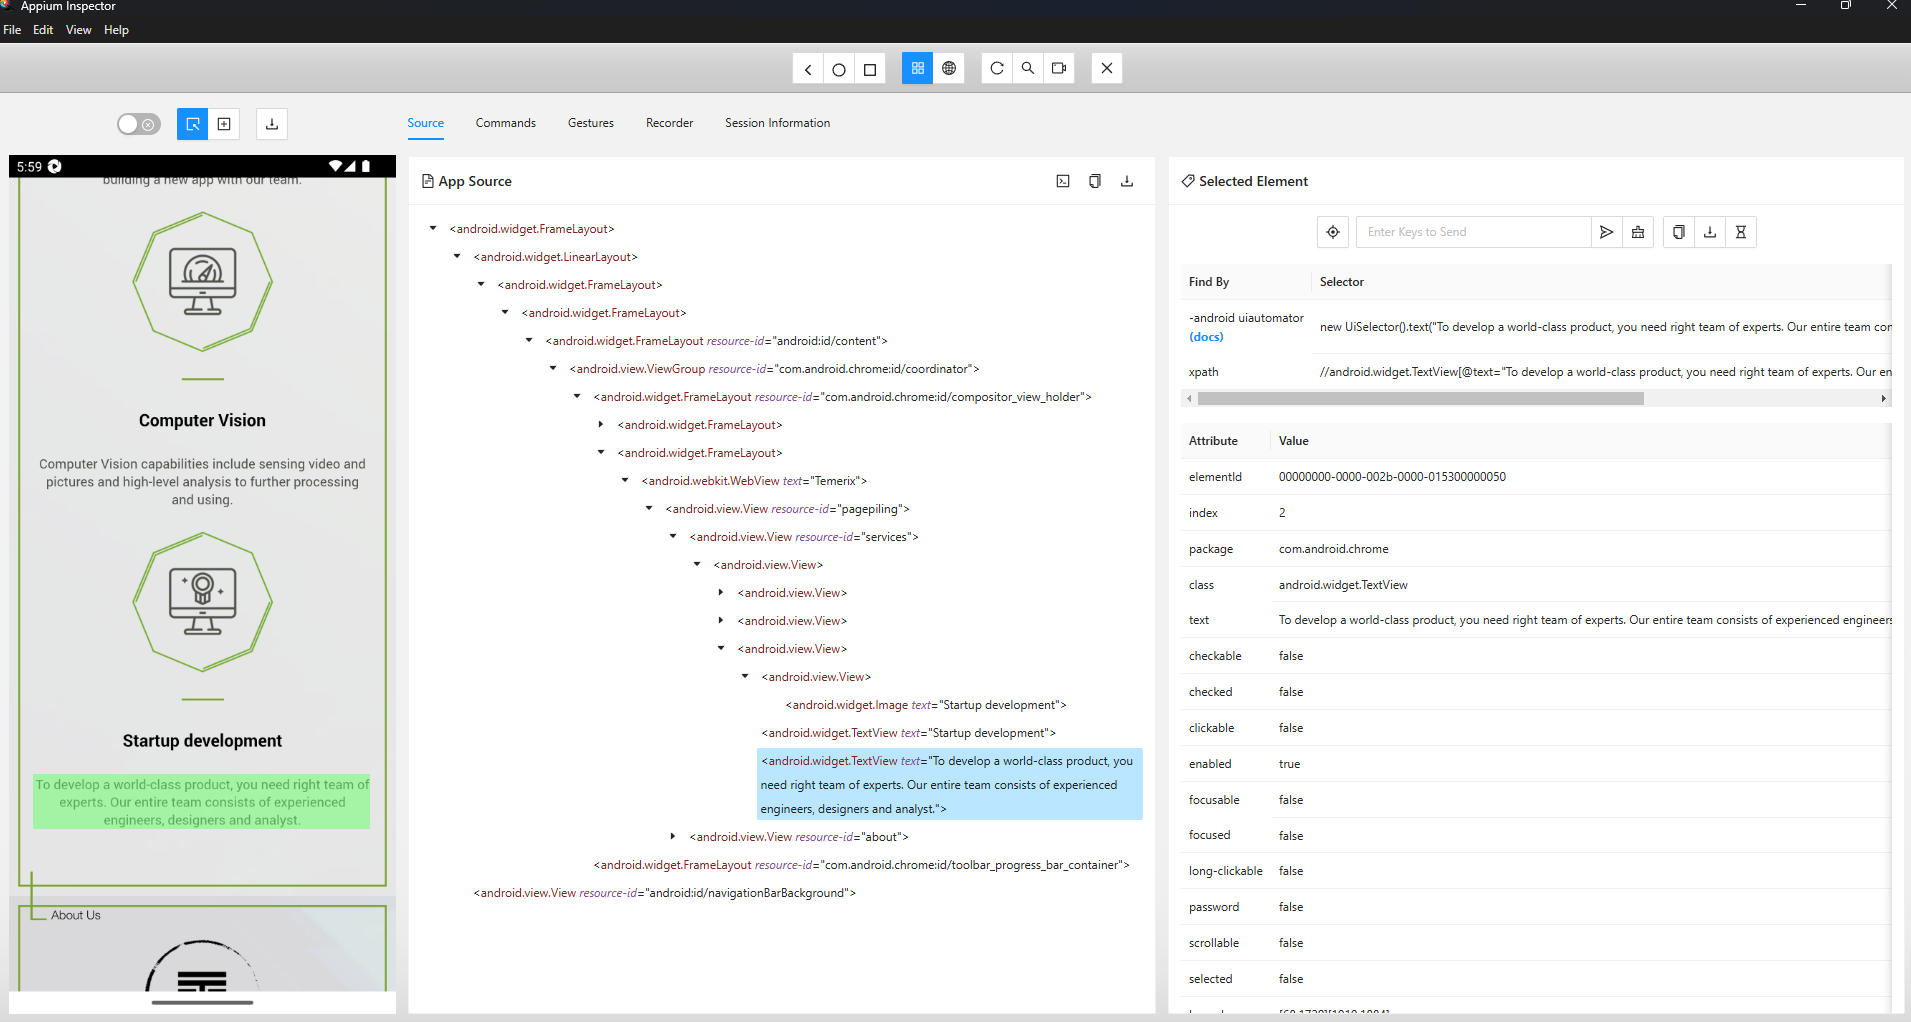 Appium Inspector
File Edit View Help
Source Commands Gestures Recorder Session Information
5:59
building a new app with our team.
Computer Vision
Computer Vision capabilities include sensing video and
pictures and high-level analysis to further processing
and using.
Startup development
To develop a world-class product, you need right team of
experts. Our entire team consists of experienced
engineers, designers and analyst.
About Us
App Source
<android.widget.FrameLayout>
<android.widget.LinearLayout>
<android.widget.FrameLayout>
<android.widget.FrameLayout>
<android.widget.FrameLayout resource-id="android:id/content">
<android.view.ViewGroup resource-id="com.android.chrome:id/coordinator">
<android.widget.FrameLayout resource-id="com.android.chrome:id/compositor_view_holder">
<android.widget.FrameLayout>
<android.widget.FrameLayout>
<android.webkit.WebView text="Temerix">
<android.view.View resource-id="pagepiling">
<android.view.View resource-id="services">
<android.view.View>
<android.view.View>
<android.view.View>
<android.view.View>
<android.view.View>
<android.widget.Image text="Startup development">
<android.widget.TextView text="Startup development">
<android.widget.TextView text="To develop a world-class product, you
need right team of experts. Our entire team consists of experienced
engineers, designers and analyst.">
<android.view.View resource-id="about">
<android.widget.FrameLayout resource-id="com.android.chrome:id/toolbar_progress_bar_container">
<android.view.View resource-id="android:id/navigationBarBackground">
Selected Element
Enter Keys to Send
Find By Selector
-android uiautomator
(docs)
new UiSelector().text("To develop a world-class product, you need right team of experts. Our entire team con
xpath //android.widget.TextView[@text="To develop a world-class product, you need right team of experts. Our en
Attribute Value
elementId 00000000-0000-002b-0000-015300000050
index 2
package com.android.chrome
class android.widget.TextView
text To develop a world-class product, you need right team of experts. Our entire team consists of experienced engineers
checkable false
checked false
clickable false
enabled true
focusable false
focused false
long-clickable false
password false
scrollable false
selected false